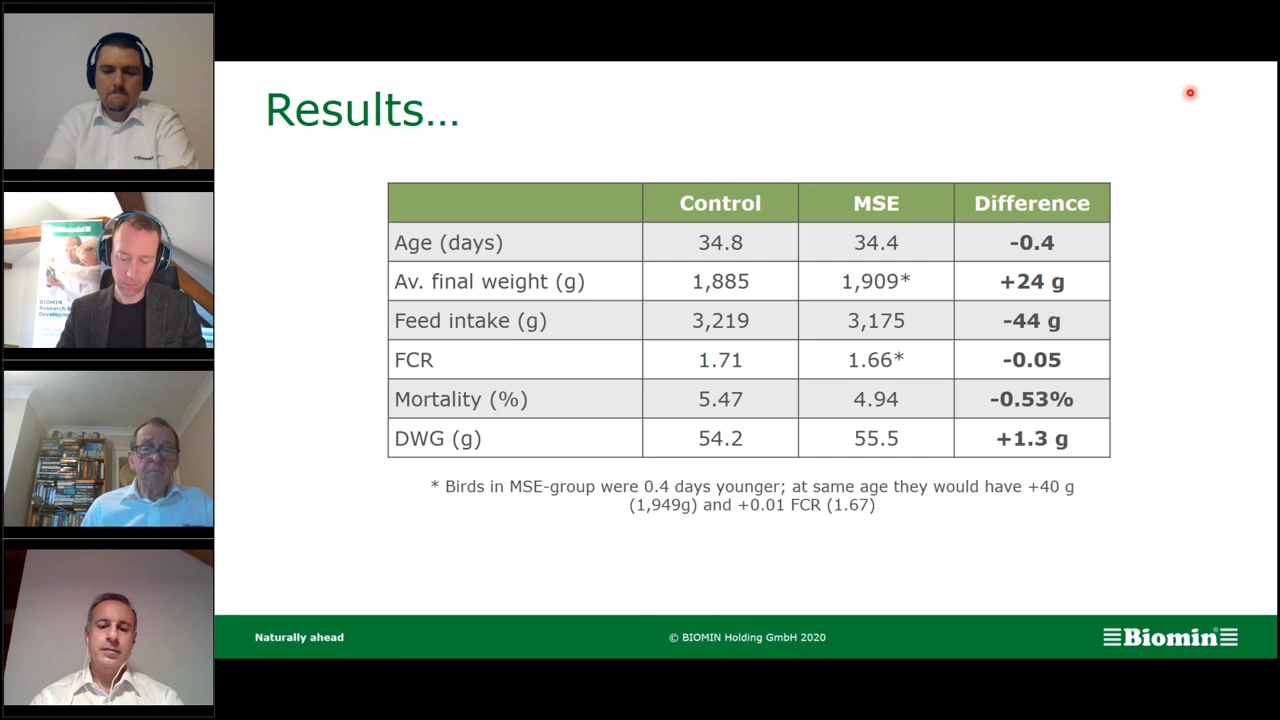 Results...
Control MSE Difference
Age (days) 34.8 34.4 -0.4
Av. final weight (g) 1,885 1,909* +24 g
Feed intake (g) 3,219 3,175 -44 g
FCR 1.71 1.66* -0.05
Mortality (%) 5.47 4.94 -0.53%
DWG (g) 54.2 55.5 +1.3 g
* Birds in MSE-group were 0.4 days younger; at same age they would have +40 g
(1,949g) and +0.01 FCR (1.67)
Naturally ahead
© BIOMIN Holding GmbH 2020
Biomin®
BIOMIN
Research &